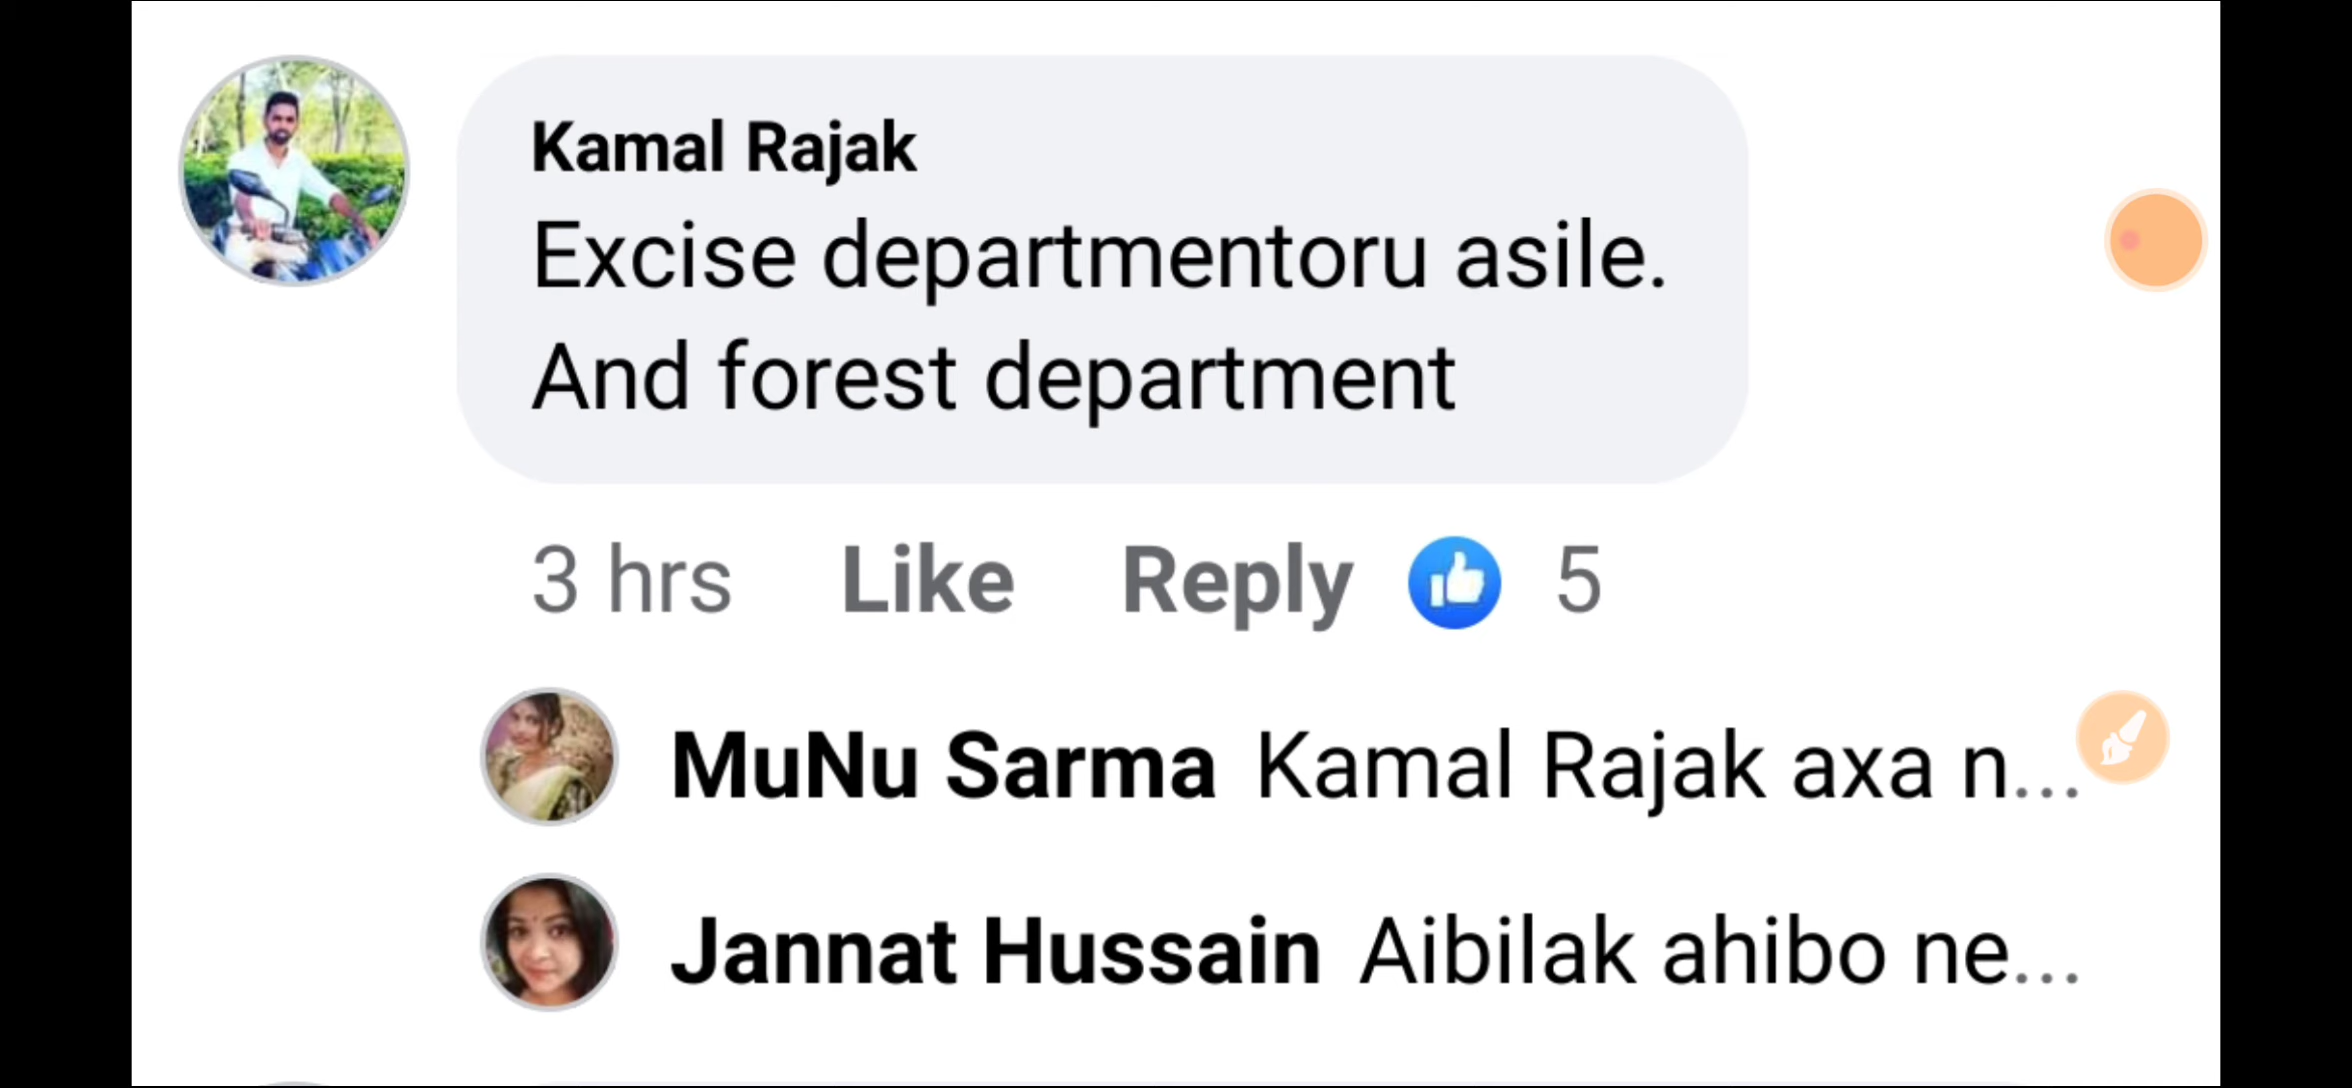 Kamal Rajak
Excise departmentoru asile.
And forest department
3 hrs Like Reply 5
MuNu Sarma Kamal Rajak axa n...
Jannat Hussain Aibilak ahibo ne...